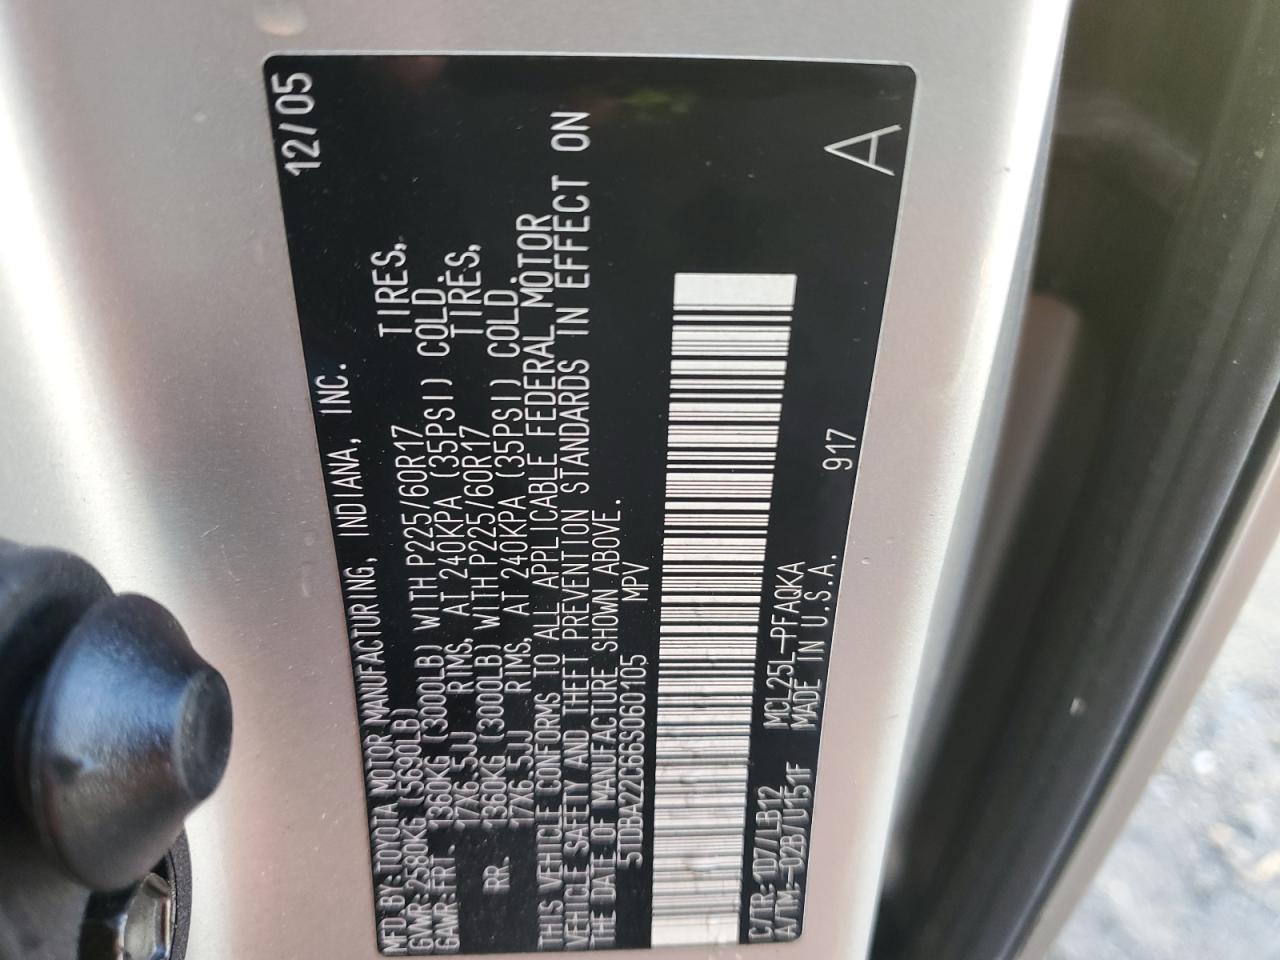 12/05
MFD BY: TOYOTA MOTOR MANUFACTURING, INDIANA, INC.
GVWR: 2580KG (5690LB)
GAWR: FRT. 1360KG (3000LB) WITH P225/60R17 TIRES,
17X6.5JJ RIMS, AT 240KPA (35PSI) COLD.
RR. 1360KG (3000LB) WITH P225/60R17 TIRES,
17X6.5JJ RIMS, AT 240KPA (35PSI) COLD.
THIS VEHICLE CONFORMS TO ALL APPLICABLE FEDERAL MOTOR
VEHICLE SAFETY AND THEFT PREVENTION STANDARDS IN EFFECT ON
THE DATE OF MANUFACTURE SHOWN ABOVE.
5TDBA22C66S060105 MPV
C/TR: 1D7/LB12 MCL25L-PFAQKA
A/TM: -02B/U151F MADE IN U.S.A. 917
A